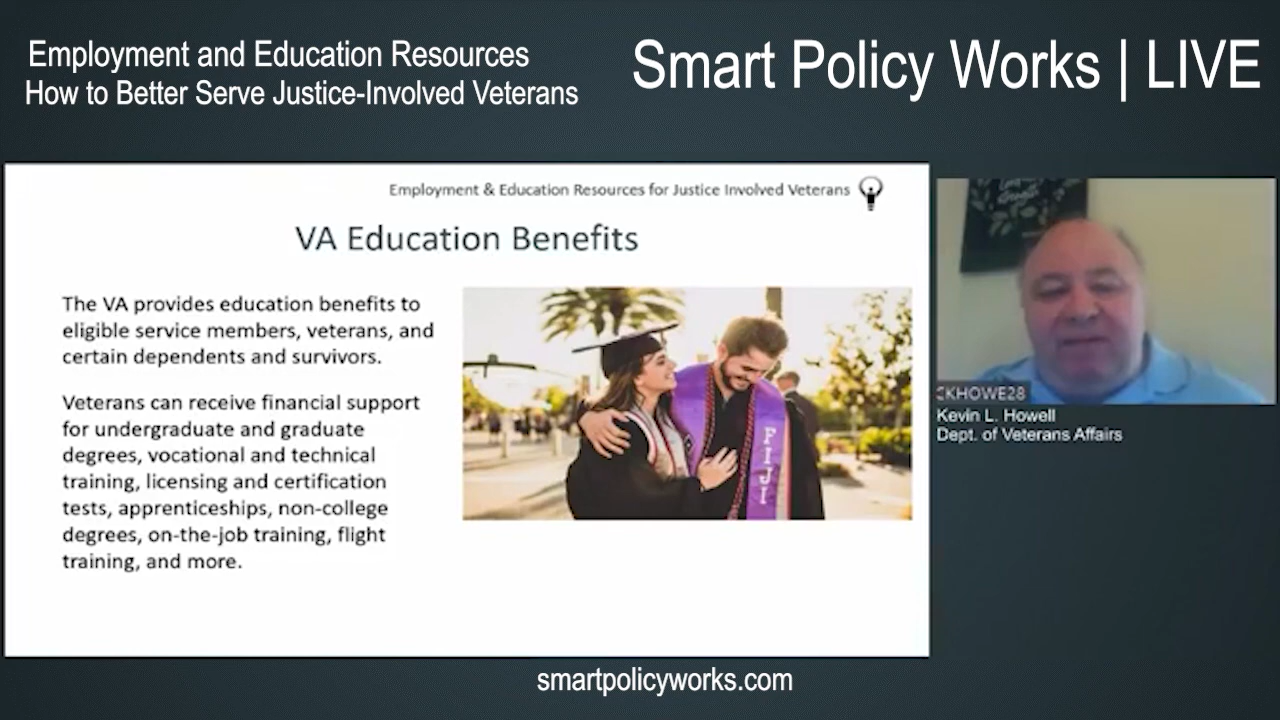 Employment and Education Resources
How to Better Serve Justice-Involved Veterans
Smart Policy Works | LIVE
Employment & Education Resources for Justice Involved Veterans
VA Education Benefits
The VA provides education benefits to
eligible service members, veterans, and
certain dependents and survivors.
Veterans can receive financial support
for undergraduate and graduate
degrees, vocational and technical
training, licensing and certification
tests, apprenticeships, non-college
degrees, on-the-job training, flight
training, and more.
FIJI
CKHOWE28
Kevin L. Howell
Dept. of Veterans Affairs
smartpolicyworks.com